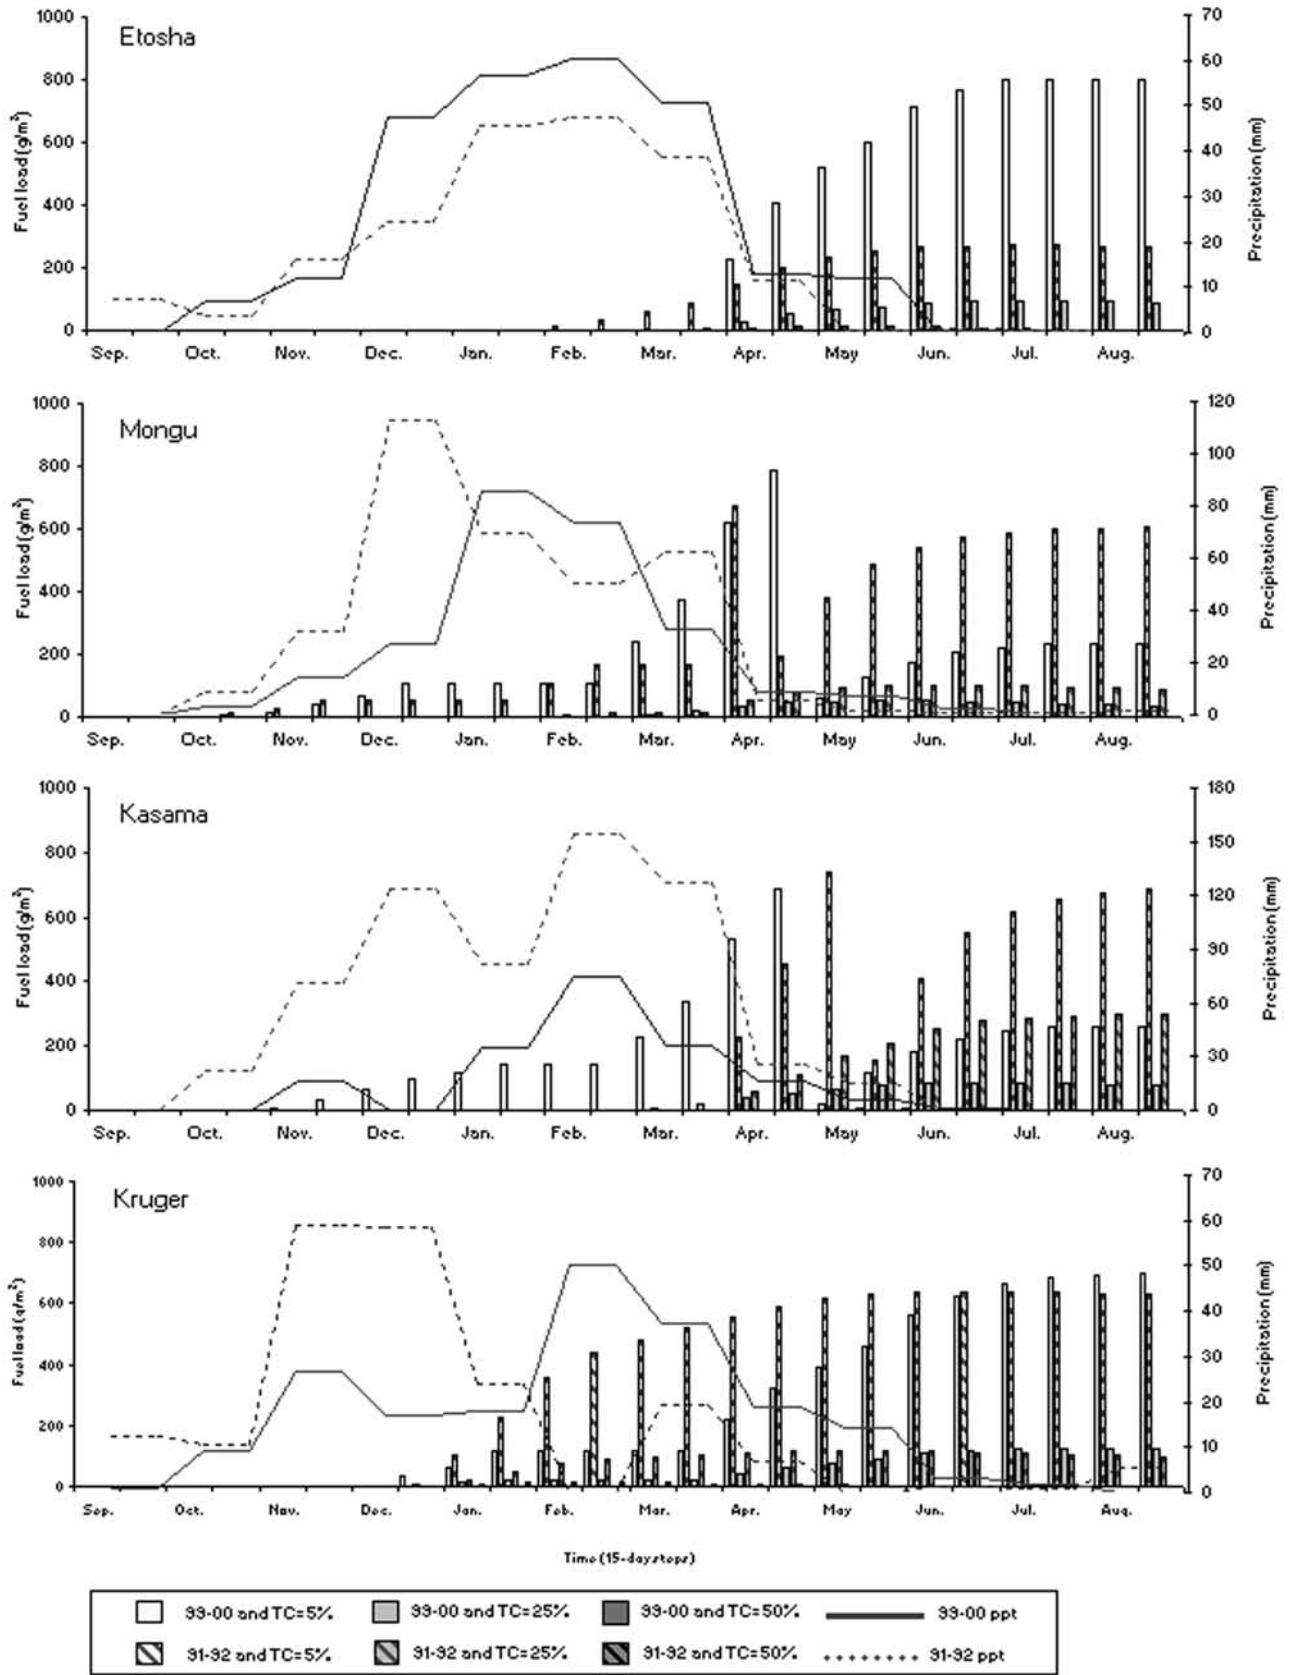 Etosha
1000
800
600
400
200
0
Fuel load (g/m²)
70
60
50
40
30
20
10
0
Precipitation (mm)
Sep. Oct. Nov. Dec. Jan. Feb. Mar. Apr. May Jun. Jul. Aug.
Mongu
1000
800
600
400
200
0
Fuel load (g/m²)
120
100
80
60
40
20
0
Precipitation (mm)
Sep. Oct. Nov. Dec. Jan. Feb. Mar. Apr. May Jun. Jul. Aug.
Kasama
1000
800
600
400
200
0
Fuel load (g/m²)
180
150
120
90
60
30
0
Precipitation (mm)
Sep. Oct. Nov. Dec. Jan. Feb. Mar. Apr. May Jun. Jul. Aug.
Kruger
1000
800
600
400
200
0
Fuel load (g/m²)
70
60
50
40
30
20
10
0
Precipitation (mm)
Sep. Oct. Nov. Dec. Jan. Feb. Mar. Apr. May Jun. Jul. Aug.
Time (15-day steps)
99-00 and TC=5% 99-00 and TC=25% 99-00 and TC=50% 99-00 ppt
91-92 and TC=5% 91-92 and TC=25% 91-92 and TC=50% 91-92 ppt